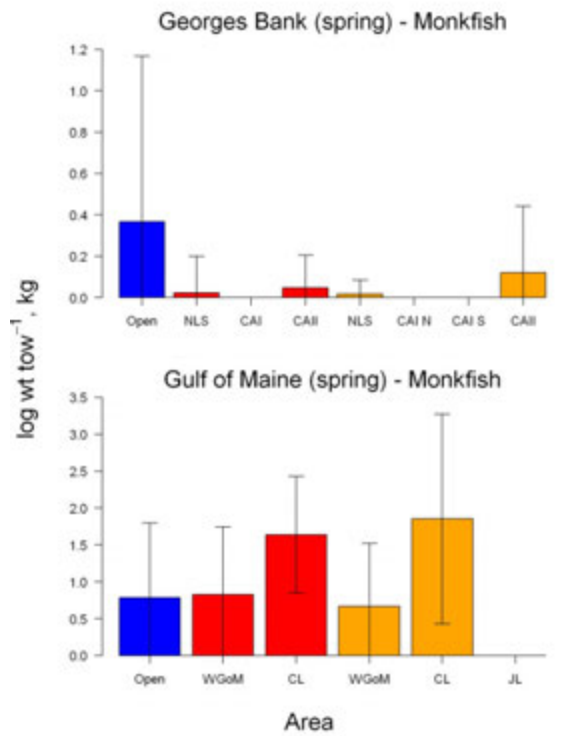 Georges Bank (spring) - Monkfish
1.2
1.0
0.8
0.6
0.4
0.2
0.0
Open NLS CAI CAII NLS CAI N CAI S CAII
log wt tow⁻¹, kg
Gulf of Maine (spring) - Monkfish
3.5
3.0
2.5
2.0
1.5
1.0
0.5
0.0
Open WGoM CL WGoM CL JL
Area